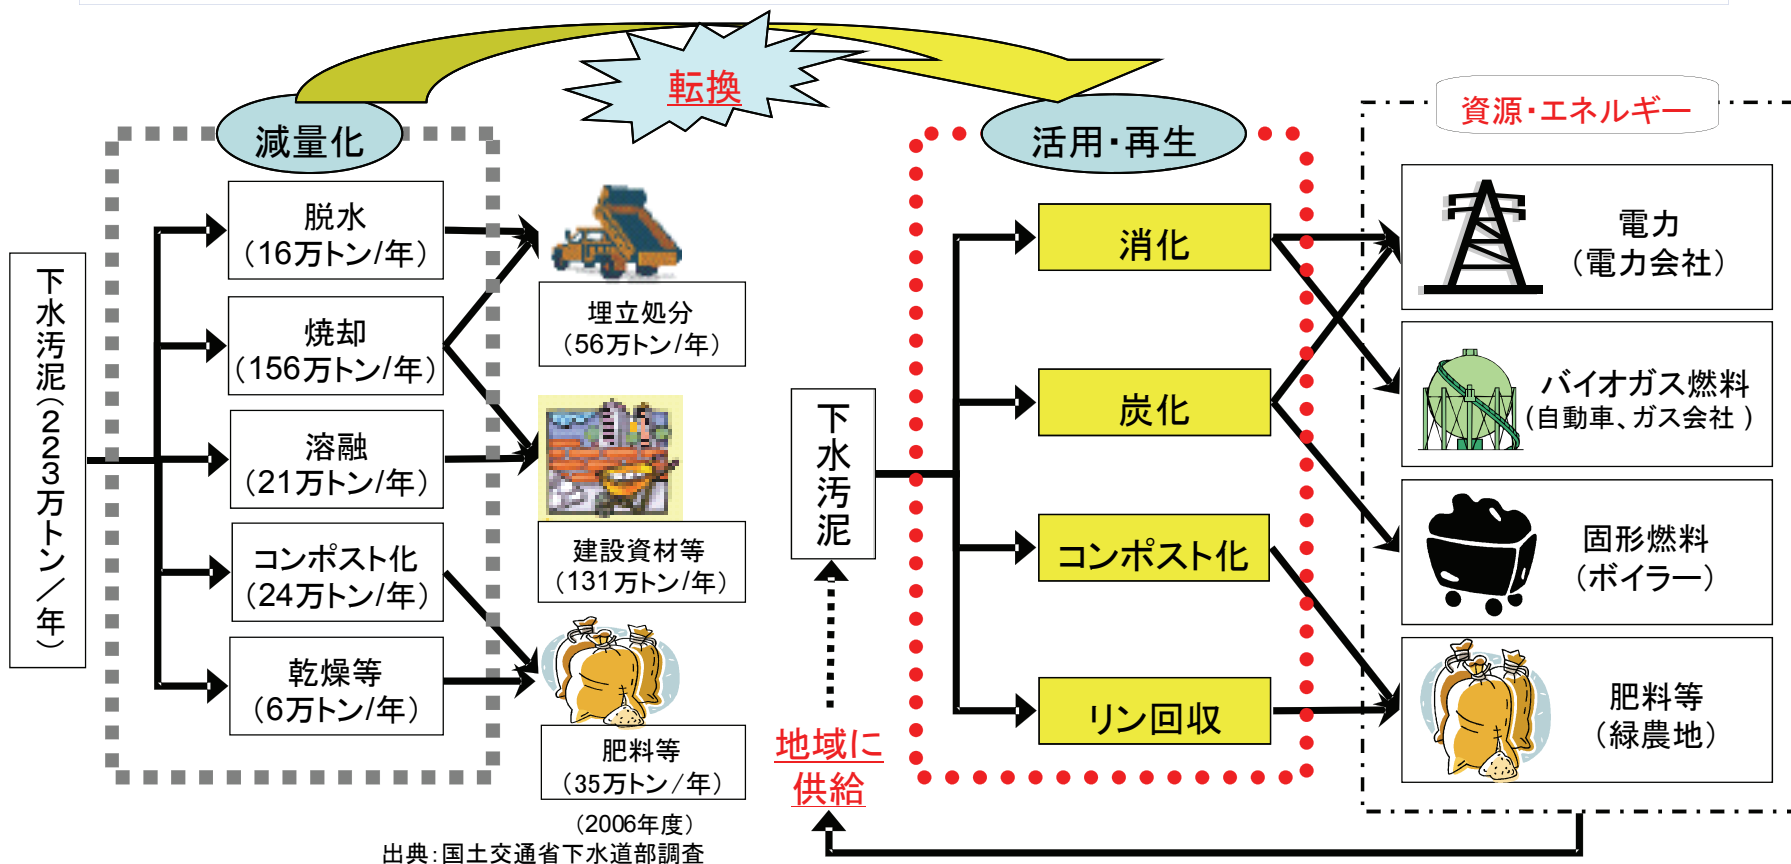 転換
減量化
下水汚泥（２２３万トン／年）
脱水
（16万トン/年）
焼却
（156万トン/年）
溶融
（21万トン/年）
コンポスト化
（24万トン/年）
乾燥等
（6万トン/年）
埋立処分
（56万トン/年）
建設資材等
（131万トン/年）
肥料等
（35万トン/年）
（2006年度）
出典：国土交通省下水道部調査
活用・再生
下水汚泥
消化
炭化
コンポスト化
リン回収
地域に
供給
資源・エネルギー
電力
（電力会社）
バイオガス燃料
（自動車、ガス会社 ）
固形燃料
（ボイラー）
肥料等
（緑農地）